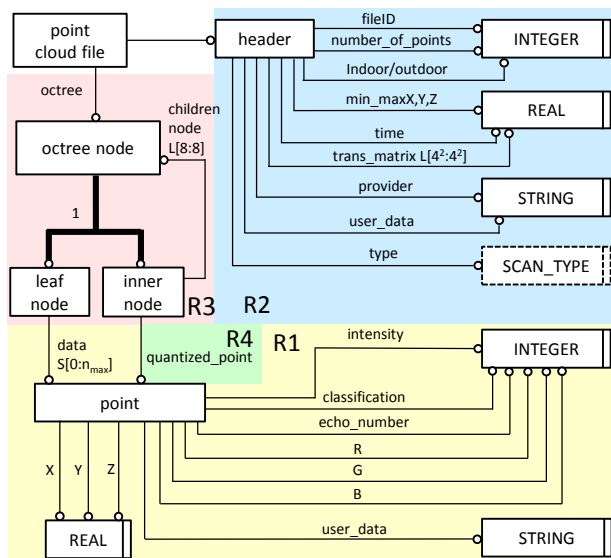 point
cloud file
header
fileID
number_of_points
Indoor/outdoor
INTEGER
octree
children
node
L[8:8]
octree node
min_maxX,Y,Z
REAL
time
trans_matrix L[4²:4²]
provider
STRING
user_data
1
type
SCAN_TYPE
leaf
node
inner
node
R3
R2
data
S[0:nmax]
quantized_point
R4
R1
intensity
INTEGER
point
classification
echo_number
R
G
B
X
Y
Z
REAL
user_data
STRING